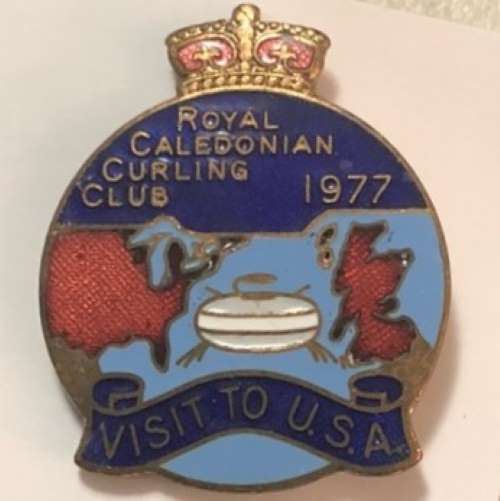 ROYAL
CALEDONIAN
CURLING
CLUB 1977
VISIT TO U.S.A.